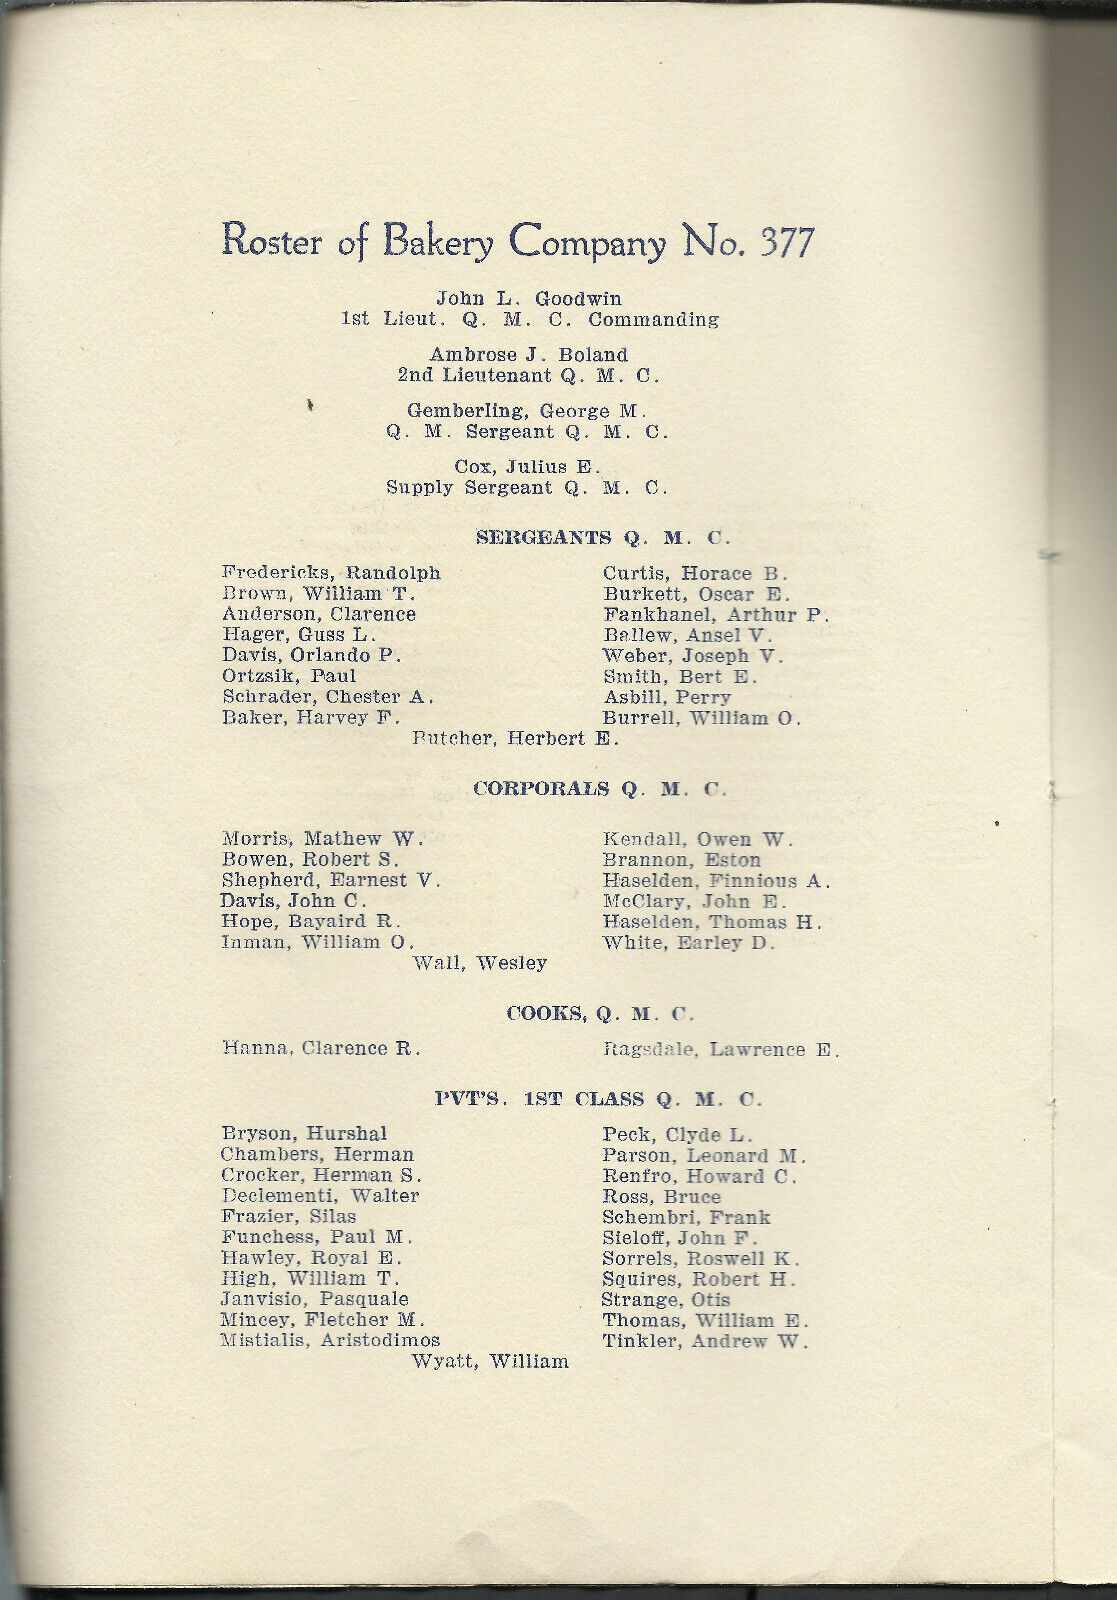 Roster of Bakery Company No. 377
John L. Goodwin
1st Lieut. Q. M. C. Commanding
Ambrose J. Boland
2nd Lieutenant Q. M. C.
Gemberling, George M.
Q. M. Sergeant Q. M. C.
Cox, Julius E.
Supply Sergeant Q. M. C.
SERGEANTS Q. M. C.
Fredericks, Randolph Curtis, Horace B.
Brown, William T. Burkett, Oscar E.
Anderson, Clarence Fankhanel, Arthur P.
Hager, Guss L. Ballew, Ansel V.
Davis, Orlando P. Weber, Joseph V.
Ortzsik, Paul Smith, Bert E.
Schrader, Chester A. Asbill, Perry
Baker, Harvey F. Burrell, William O.
Butcher, Herbert E.
CORPORALS Q. M. C.
Morris, Mathew W. Kendall, Owen W.
Bowen, Robert S. Brannon, Eston
Shepherd, Earnest V. Haselden, Finnious A.
Davis, John C. McClary, John E.
Hope, Bayaird R. Haselden, Thomas H.
Inman, William O. White, Earley D.
Wall, Wesley
COOKS, Q. M. C.
Hanna, Clarence R. Ragsdale, Lawrence E.
PVT'S. 1ST CLASS Q. M. C.
Bryson, Hurshal Peck, Clyde L.
Chambers, Herman Parson, Leonard M.
Crocker, Herman S. Renfro, Howard C.
Declementi, Walter Ross, Bruce
Frazier, Silas Schembri, Frank
Funchess, Paul M. Sieloff, John F.
Hawley, Royal E. Sorrels, Roswell K.
High, William T. Squires, Robert H.
Janvisio, Pasquale Strange, Otis
Mincey, Fletcher M. Thomas, William E.
Mistialis, Aristodimos Tinkler, Andrew W.
Wyatt, William